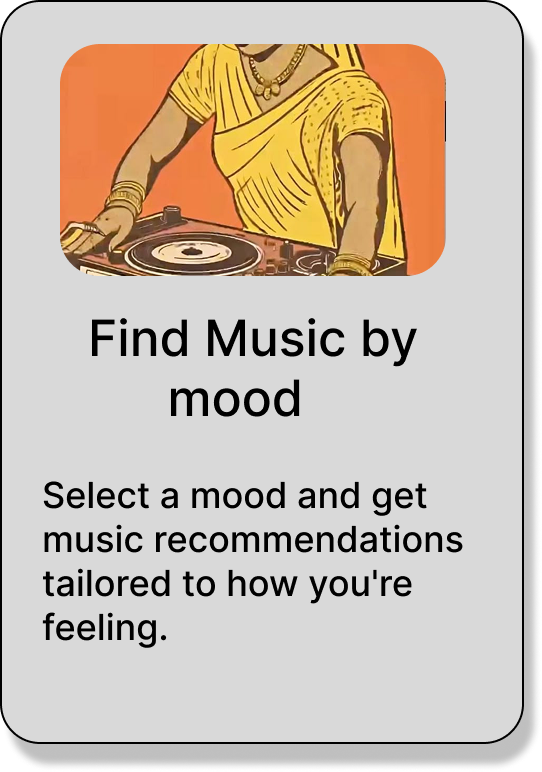 Find Music by
mood
Select a mood and get
music recommendations
tailored to how you're
feeling.